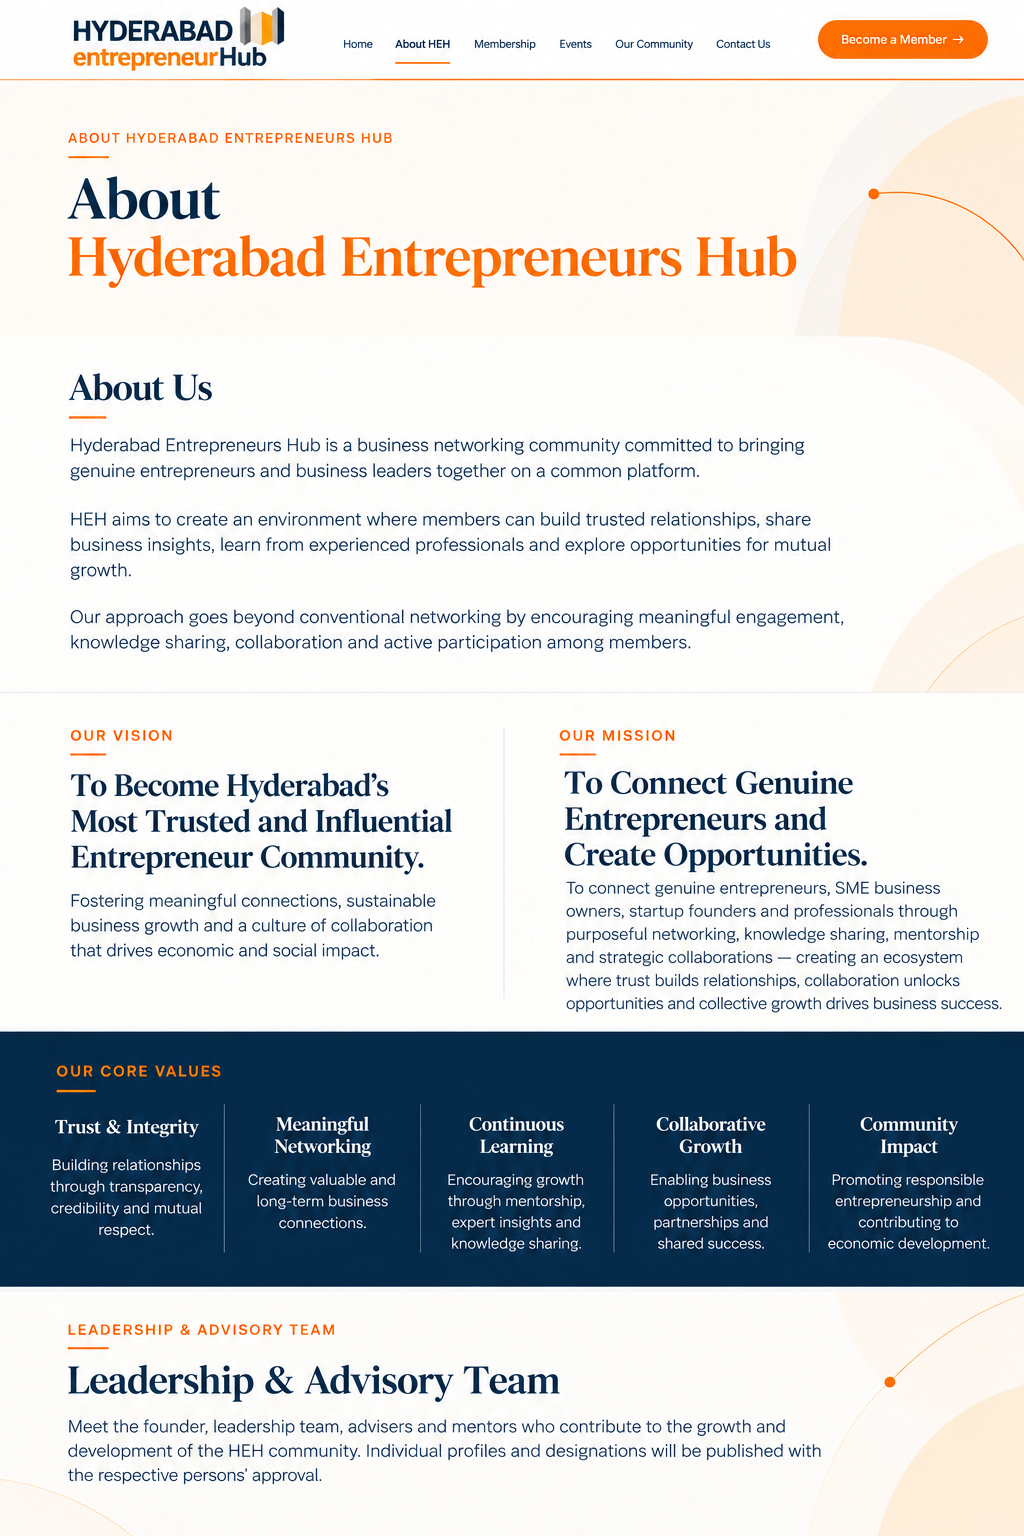 HYDERABAD
entrepreneurHub
Home
About HEH
Membership
Events
Our Community
Contact Us
Become a Member →
ABOUT HYDERABAD ENTREPRENEURS HUB
About
Hyderabad Entrepreneurs Hub
About Us
Hyderabad Entrepreneurs Hub is a business networking community committed to bringing
genuine entrepreneurs and business leaders together on a common platform.
HEH aims to create an environment where members can build trusted relationships, share
business insights, learn from experienced professionals and explore opportunities for mutual
growth.
Our approach goes beyond conventional networking by encouraging meaningful engagement,
knowledge sharing, collaboration and active participation among members.
OUR VISION
To Become Hyderabad’s
Most Trusted and Influential
Entrepreneur Community.
Fostering meaningful connections, sustainable
business growth and a culture of collaboration
that drives economic and social impact.
OUR MISSION
To Connect Genuine
Entrepreneurs and
Create Opportunities.
To connect genuine entrepreneurs, SME business
owners, startup founders and professionals through
purposeful networking, knowledge sharing, mentorship
and strategic collaborations — creating an ecosystem
where trust builds relationships, collaboration unlocks
opportunities and collective growth drives business success.
OUR CORE VALUES
Trust & Integrity
Building relationships
through transparency,
credibility and mutual
respect.
Meaningful
Networking
Creating valuable and
long-term business
connections.
Continuous
Learning
Encouraging growth
through mentorship,
expert insights and
knowledge sharing.
Collaborative
Growth
Enabling business
opportunities,
partnerships and
shared success.
Community
Impact
Promoting responsible
entrepreneurship and
contributing to
economic development.
LEADERSHIP & ADVISORY TEAM
Leadership & Advisory Team
Meet the founder, leadership team, advisers and mentors who contribute to the growth and
development of the HEH community. Individual profiles and designations will be published with
the respective persons’ approval.